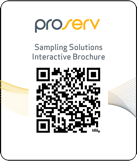 proserv
Sampling Solutions
Interactive Brochure